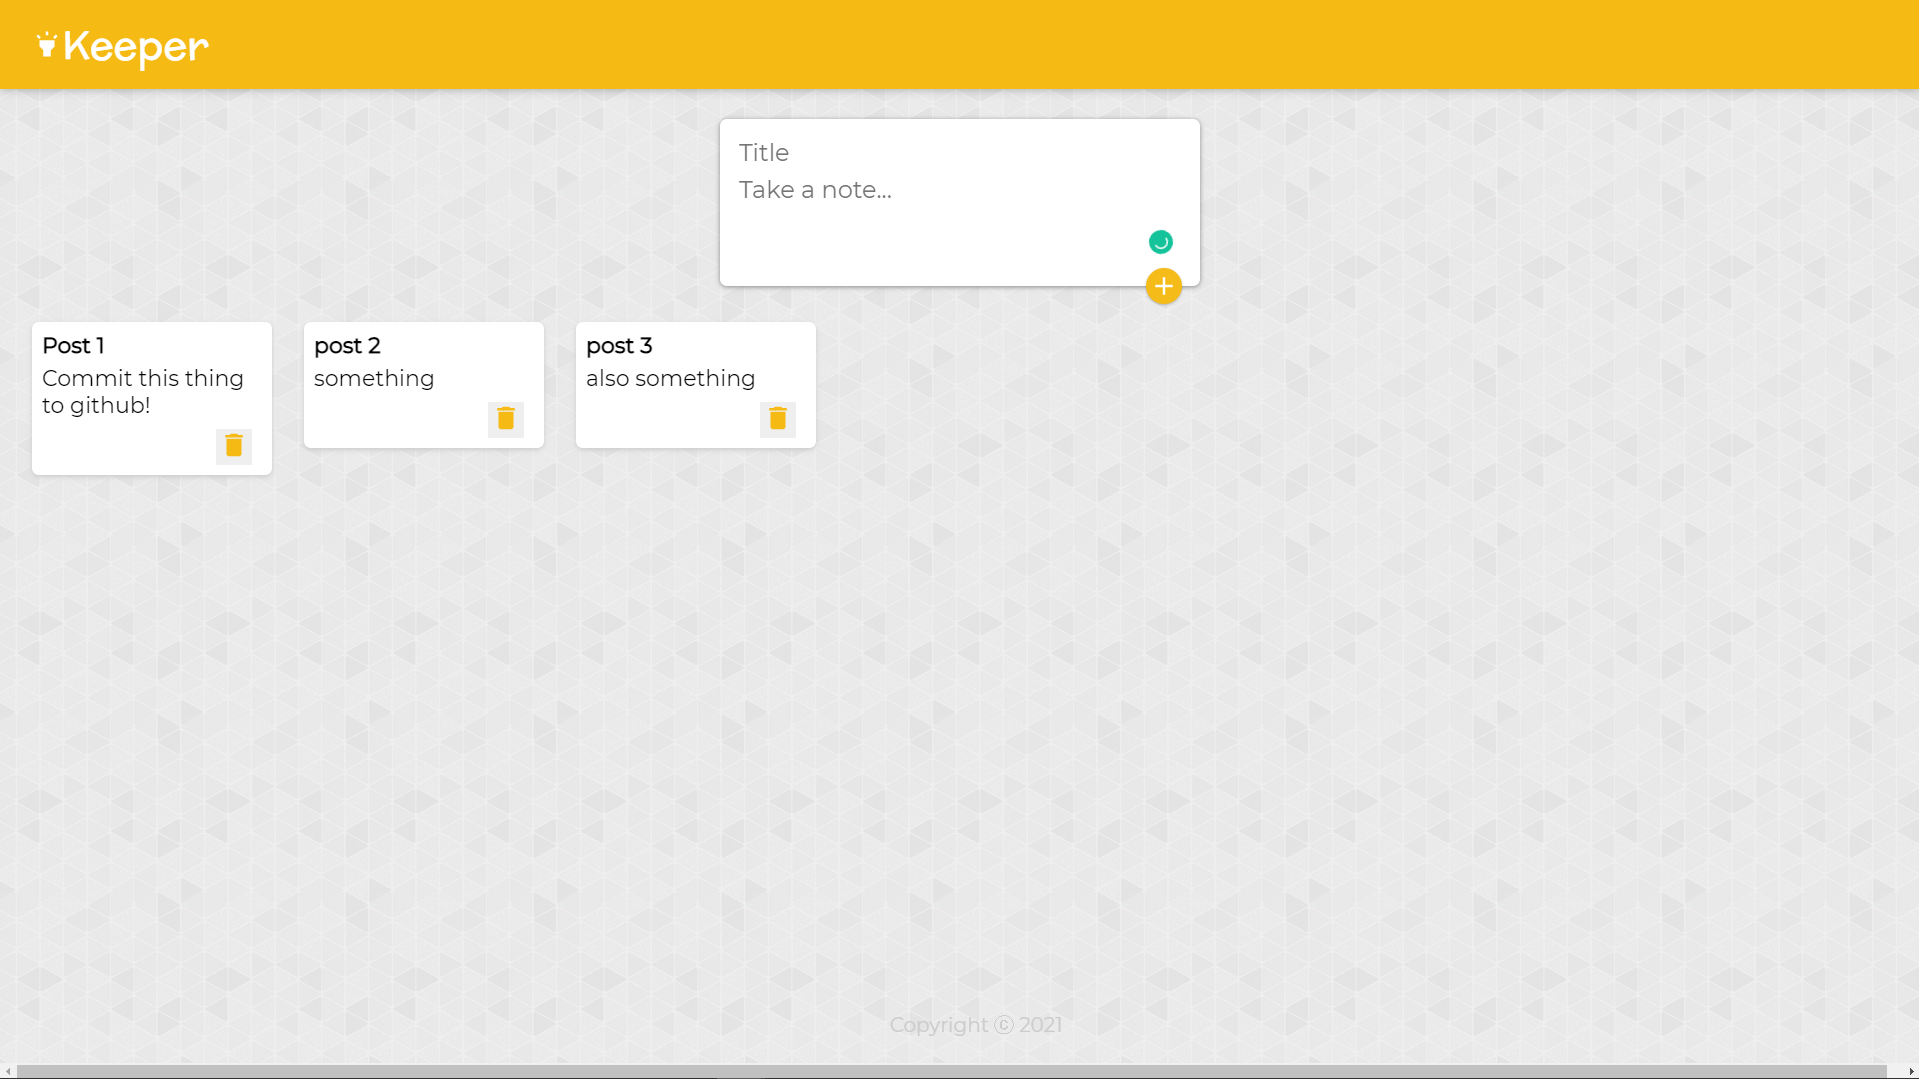 Keeper
Title
Take a note...
Post 1
Commit this thing
to github!
post 2
something
post 3
also something
Copyright ⓒ 2021